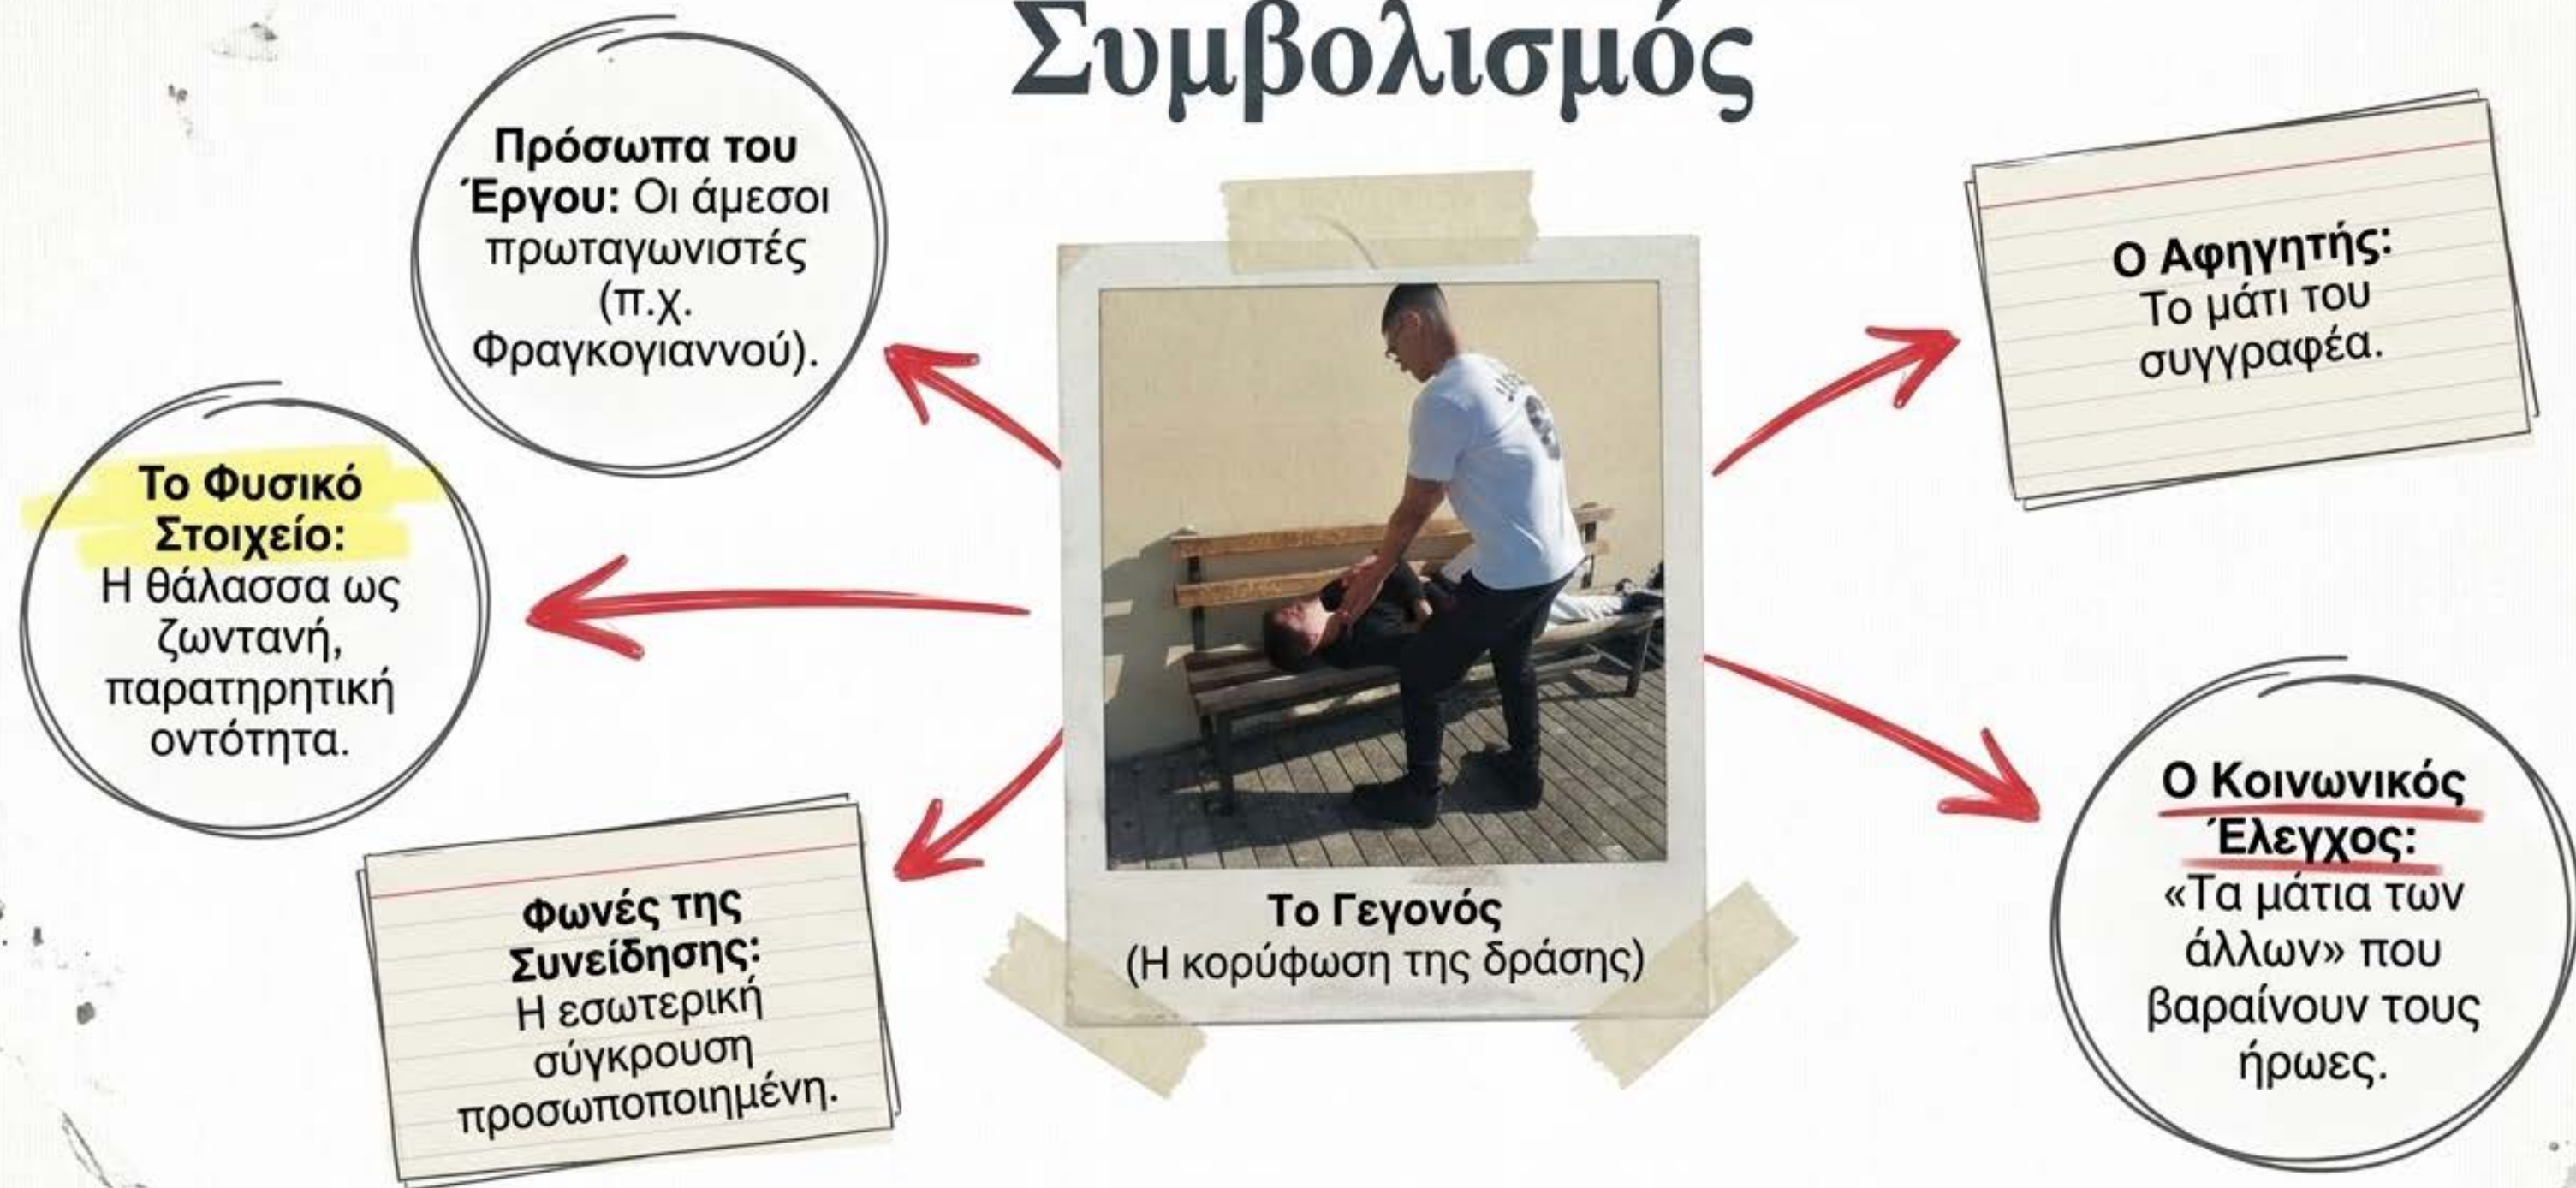 Συμβολισμός
Πρόσωπα του
Έργου: Οι άμεσοι
πρωταγωνιστές
(π.χ.
Φραγκογιαννού).
Το Φυσικό
Στοιχείο:
Η θάλασσα ως
ζωντανή,
παρατηρητική
οντότητα.
Φωνές της
Συνείδησης:
Η εσωτερική
σύγκρουση
προσωποποιημένη.
Το Γεγονός
(Η κορύφωση της δράσης)
Ο Αφηγητής:
Το μάτι του
συγγραφέα.
Ο Κοινωνικός
Έλεγχος:
«Τα μάτια των
άλλων» που
βαραίνουν τους
ήρωες.